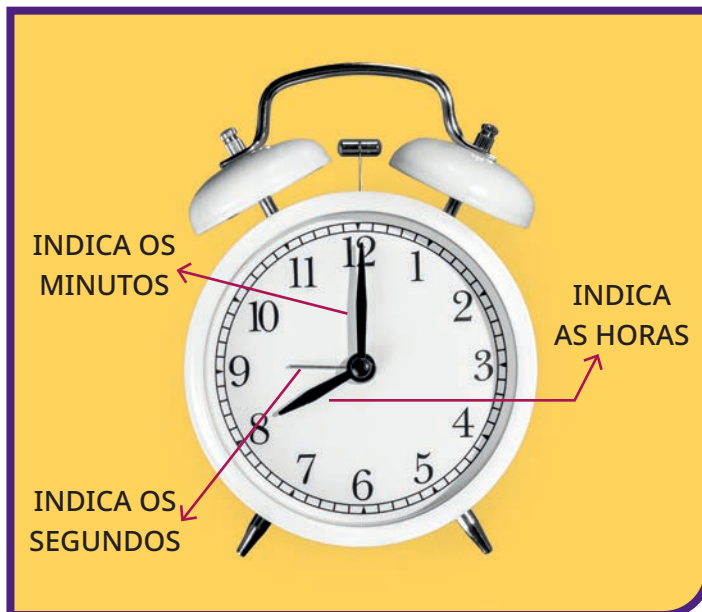 INDICA OS
MINUTOS
INDICA
AS HORAS
INDICA OS
SEGUNDOS
12
1
2
3
4
5
6
7
8
9
10
11